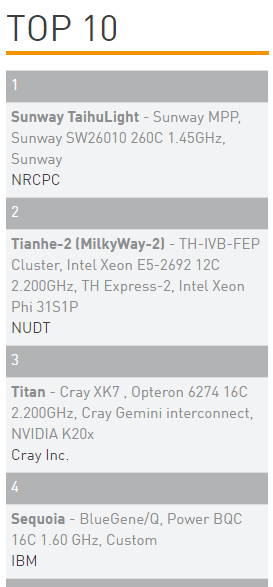 TOP 10
1
Sunway TaihuLight - Sunway MPP,
Sunway SW26010 260C 1.45GHz,
Sunway
NRCPC
2
Tianhe-2 (MilkyWay-2) - TH-IVB-FEP
Cluster, Intel Xeon E5-2692 12C
2.200GHz, TH Express-2, Intel Xeon
Phi 31S1P
NUDT
3
Titan - Cray XK7 , Opteron 6274 16C
2.200GHz, Cray Gemini interconnect,
NVIDIA K20x
Cray Inc.
4
Sequoia - BlueGene/Q, Power BQC
16C 1.60 GHz, Custom
IBM